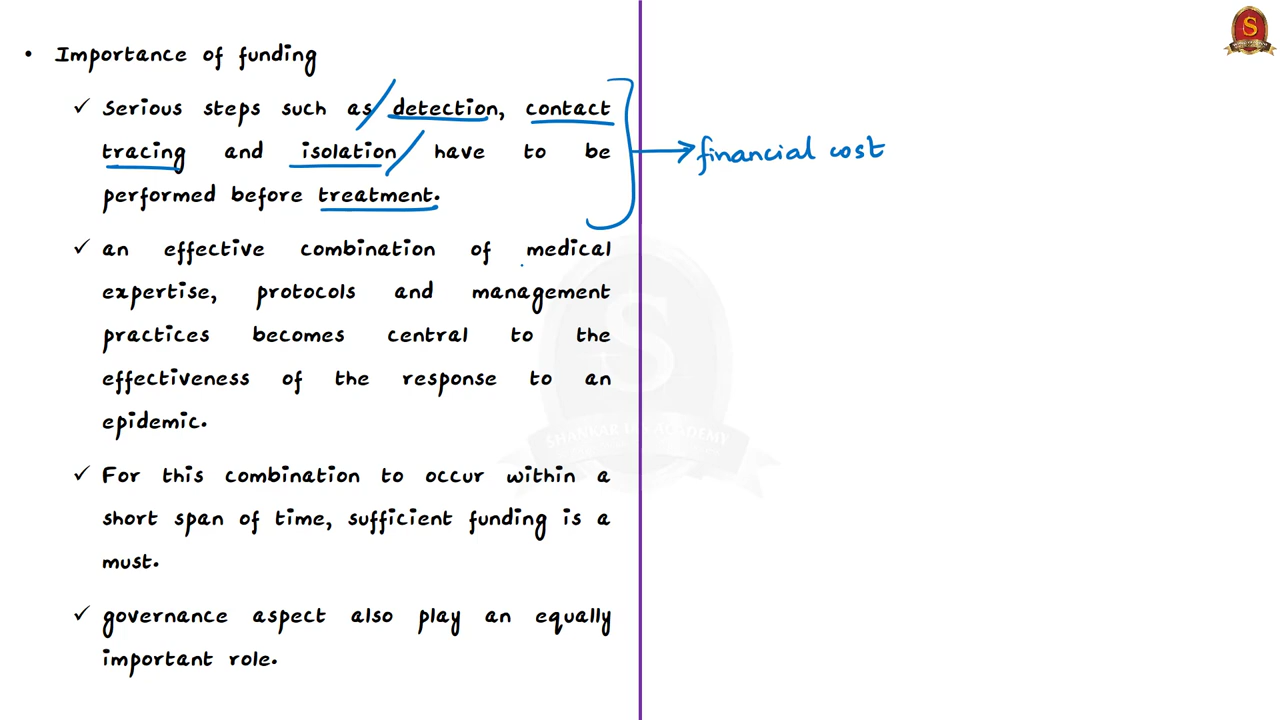 • Importance of funding
✓ Serious steps such as detection, contact
tracing and isolation have to be
performed before treatment.
→ financial cost
✓ an effective combination of medical
expertise, protocols and management
practices becomes central to the
effectiveness of the response to an
epidemic.
✓ For this combination to occur within a
short span of time, sufficient funding is a
must.
✓ governance aspect also play an equally
important role.
S
SHANKAR IAS ACADEMY
S